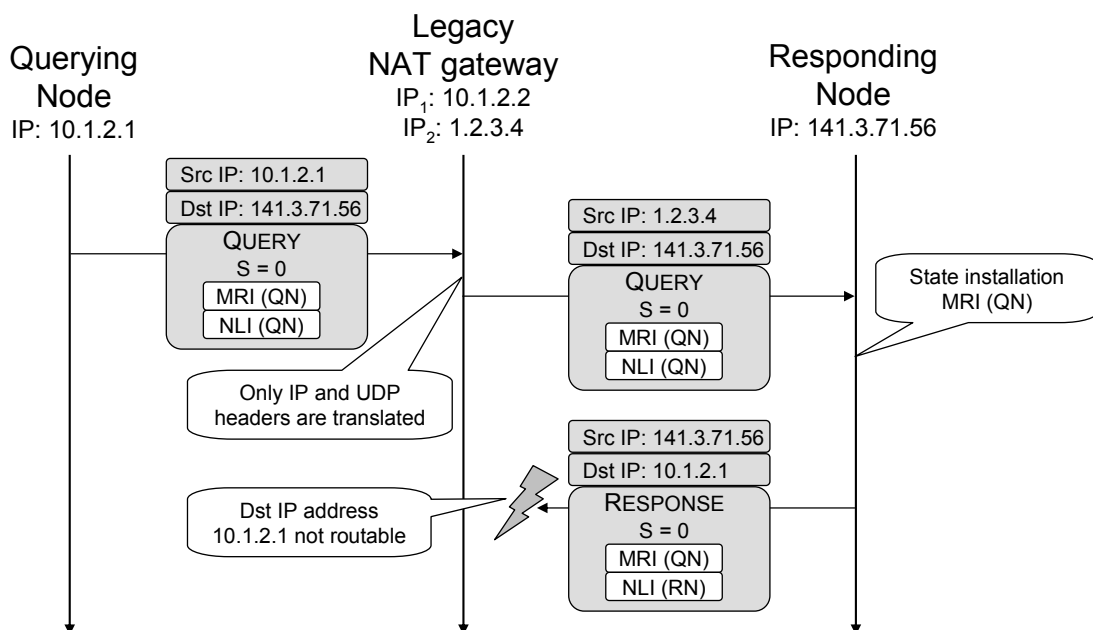 Querying
Node
IP: 10.1.2.1
Legacy
NAT gateway
IP1: 10.1.2.2
IP2: 1.2.3.4
Responding
Node
IP: 141.3.71.56
Src IP: 10.1.2.1
Dst IP: 141.3.71.56
QUERY
S = 0
MRI (QN)
NLI (QN)
Src IP: 1.2.3.4
Dst IP: 141.3.71.56
QUERY
S = 0
MRI (QN)
NLI (QN)
State installation
MRI (QN)
Only IP and UDP
headers are translated
Src IP: 141.3.71.56
Dst IP: 10.1.2.1
RESPONSE
S = 0
MRI (QN)
NLI (RN)
Dst IP address
10.1.2.1 not routable